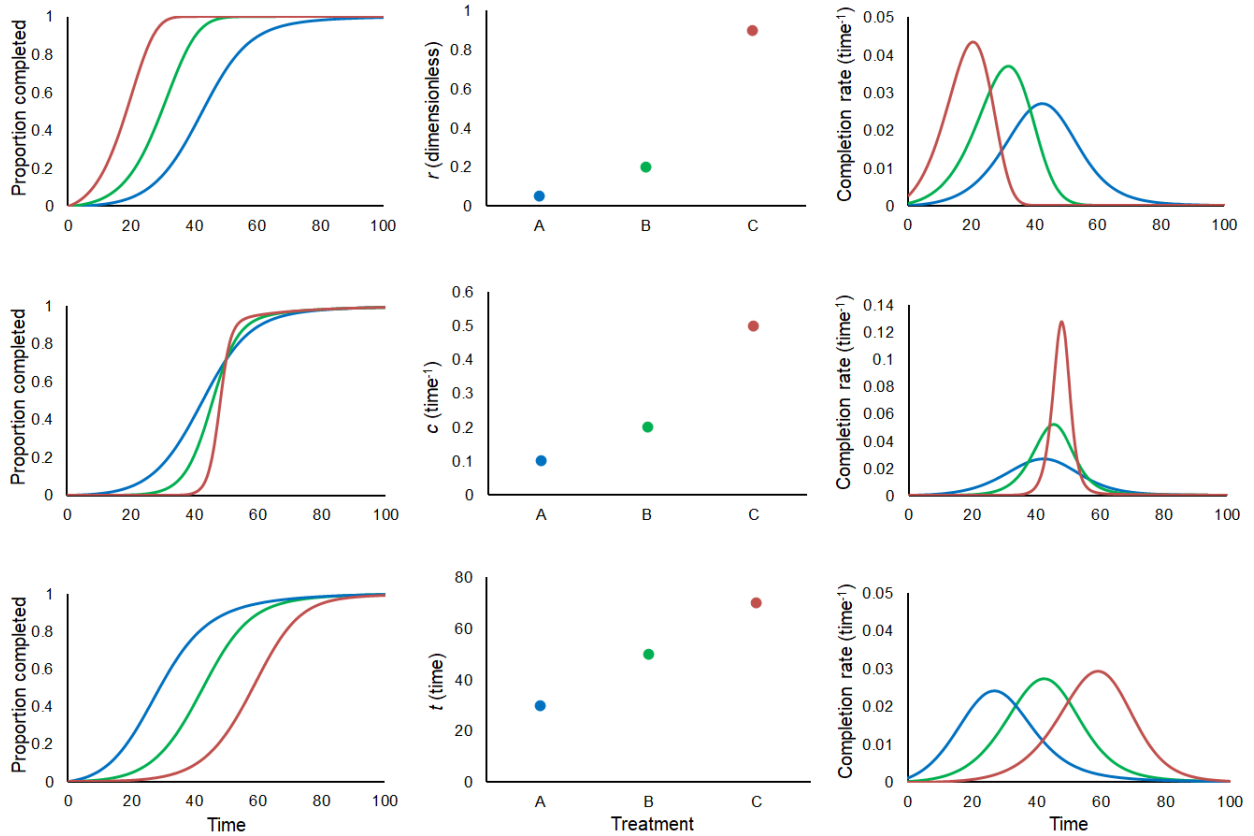 Proportion completed
1
0.8
0.6
0.4
0.2
0
0 20 40 60 80 100
r (dimensionless)
1
0.8
0.6
0.4
0.2
0
A B C
Completion rate (time-1)
0.05
0.04
0.03
0.02
0.01
0
0 20 40 60 80 100
Proportion completed
1
0.8
0.6
0.4
0.2
0
0 20 40 60 80 100
c (time-1)
0.6
0.5
0.4
0.3
0.2
0.1
0
A B C
Completion rate (time-1)
0.14
0.12
0.1
0.08
0.06
0.04
0.02
0
0 20 40 60 80 100
Proportion completed
1
0.8
0.6
0.4
0.2
0
0 20 40 60 80 100
Time
t (time)
80
60
40
20
0
A B C
Treatment
Completion rate (time-1)
0.05
0.04
0.03
0.02
0.01
0
0 20 40 60 80 100
Time